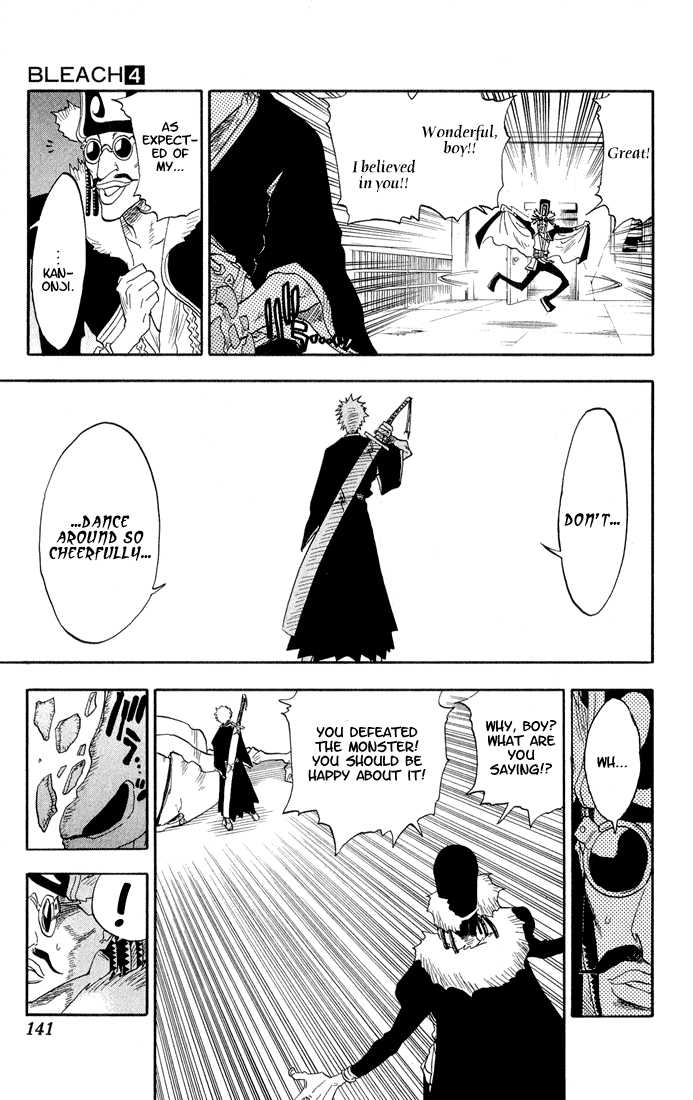 BLEACH 4
Great!
Wonderful,
boy!!
I believed
in you!!
AS
EXPECT-
ED OF
MY...
...
KAN-
ONJI.
DON'T...
...DANCE
AROUND SO
CHEERFULLY...
WH...
WHY, BOY?
WHAT ARE
YOU
SAYING!?
YOU DEFEATED
THE MONSTER!
YOU SHOULD BE
HAPPY ABOUT IT!
!
141